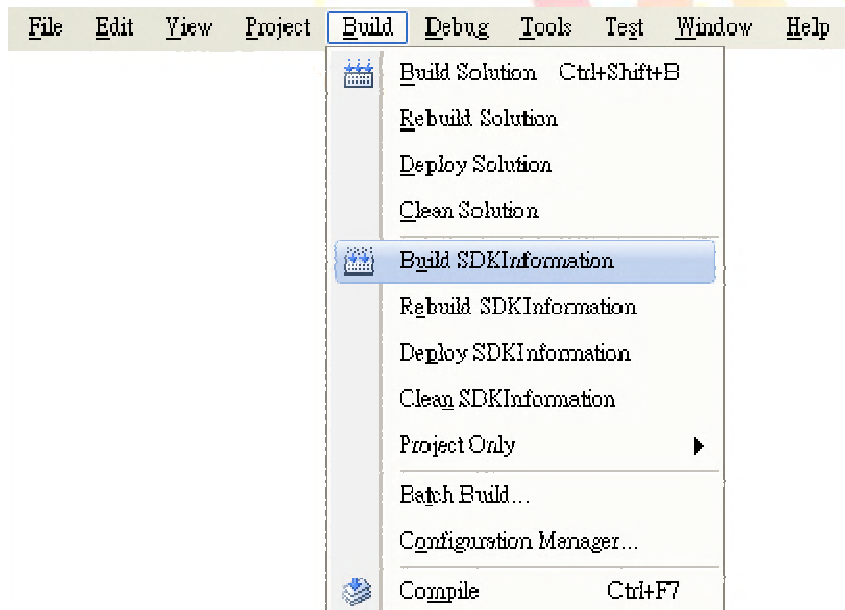 File Edit View Project Build Debug Tools Test Window Help
Build Solution Ctrl+Shift+B
Rebuild Solution
Deploy Solution
Clean Solution
Build SDKInformation
Rebuild SDKInformation
Deploy SDKInformation
Clean SDKInformation
Project Only
Batch Build...
Configuration Manager...
Compile Ctrl+F7